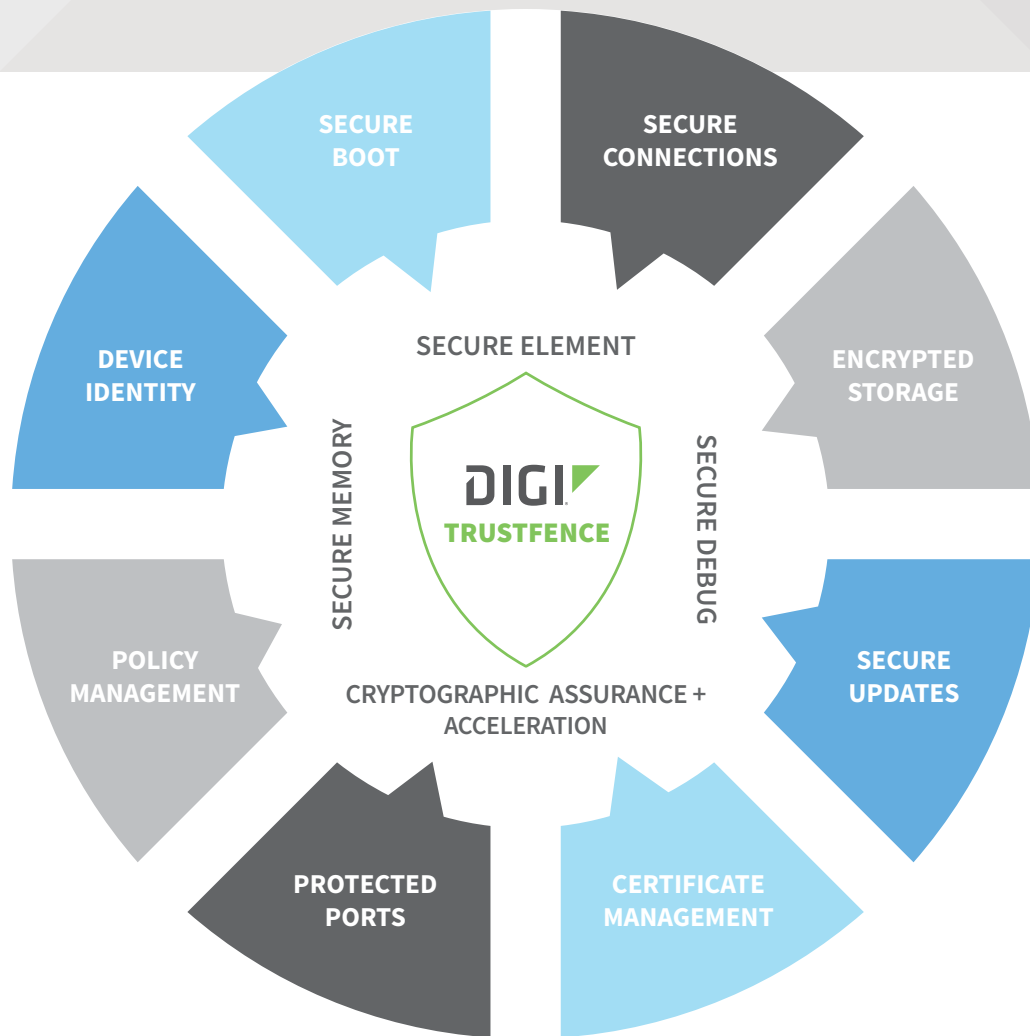 SECURE
BOOT
SECURE
CONNECTIONS
DEVICE
IDENTITY
ENCRYPTED
STORAGE
SECURE ELEMENT
SECURE MEMORY
DIGI
TRUSTFENCE
SECURE DEBUG
POLICY
MANAGEMENT
SECURE
UPDATES
CRYPTOGRAPHIC ASSURANCE +
ACCELERATION
PROTECTED
PORTS
CERTIFICATE
MANAGEMENT